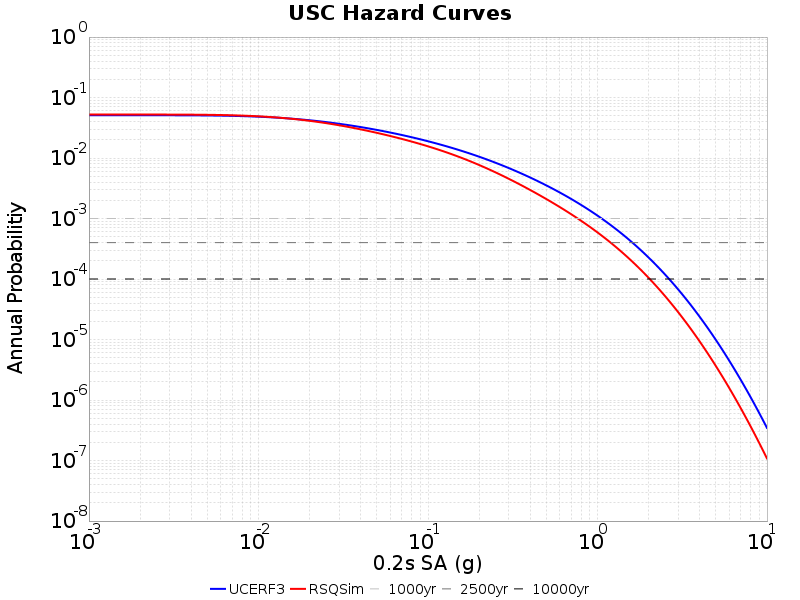 USC Hazard Curves
10^0
10^-1
10^-2
10^-3
10^-4
10^-5
10^-6
10^-7
10^-8
Annual Probabilitiy
10^-3 10^-2 10^-1 10^0 10^1
0.2s SA (g)
UCERF3 RSQSim 1000yr 2500yr 10000yr